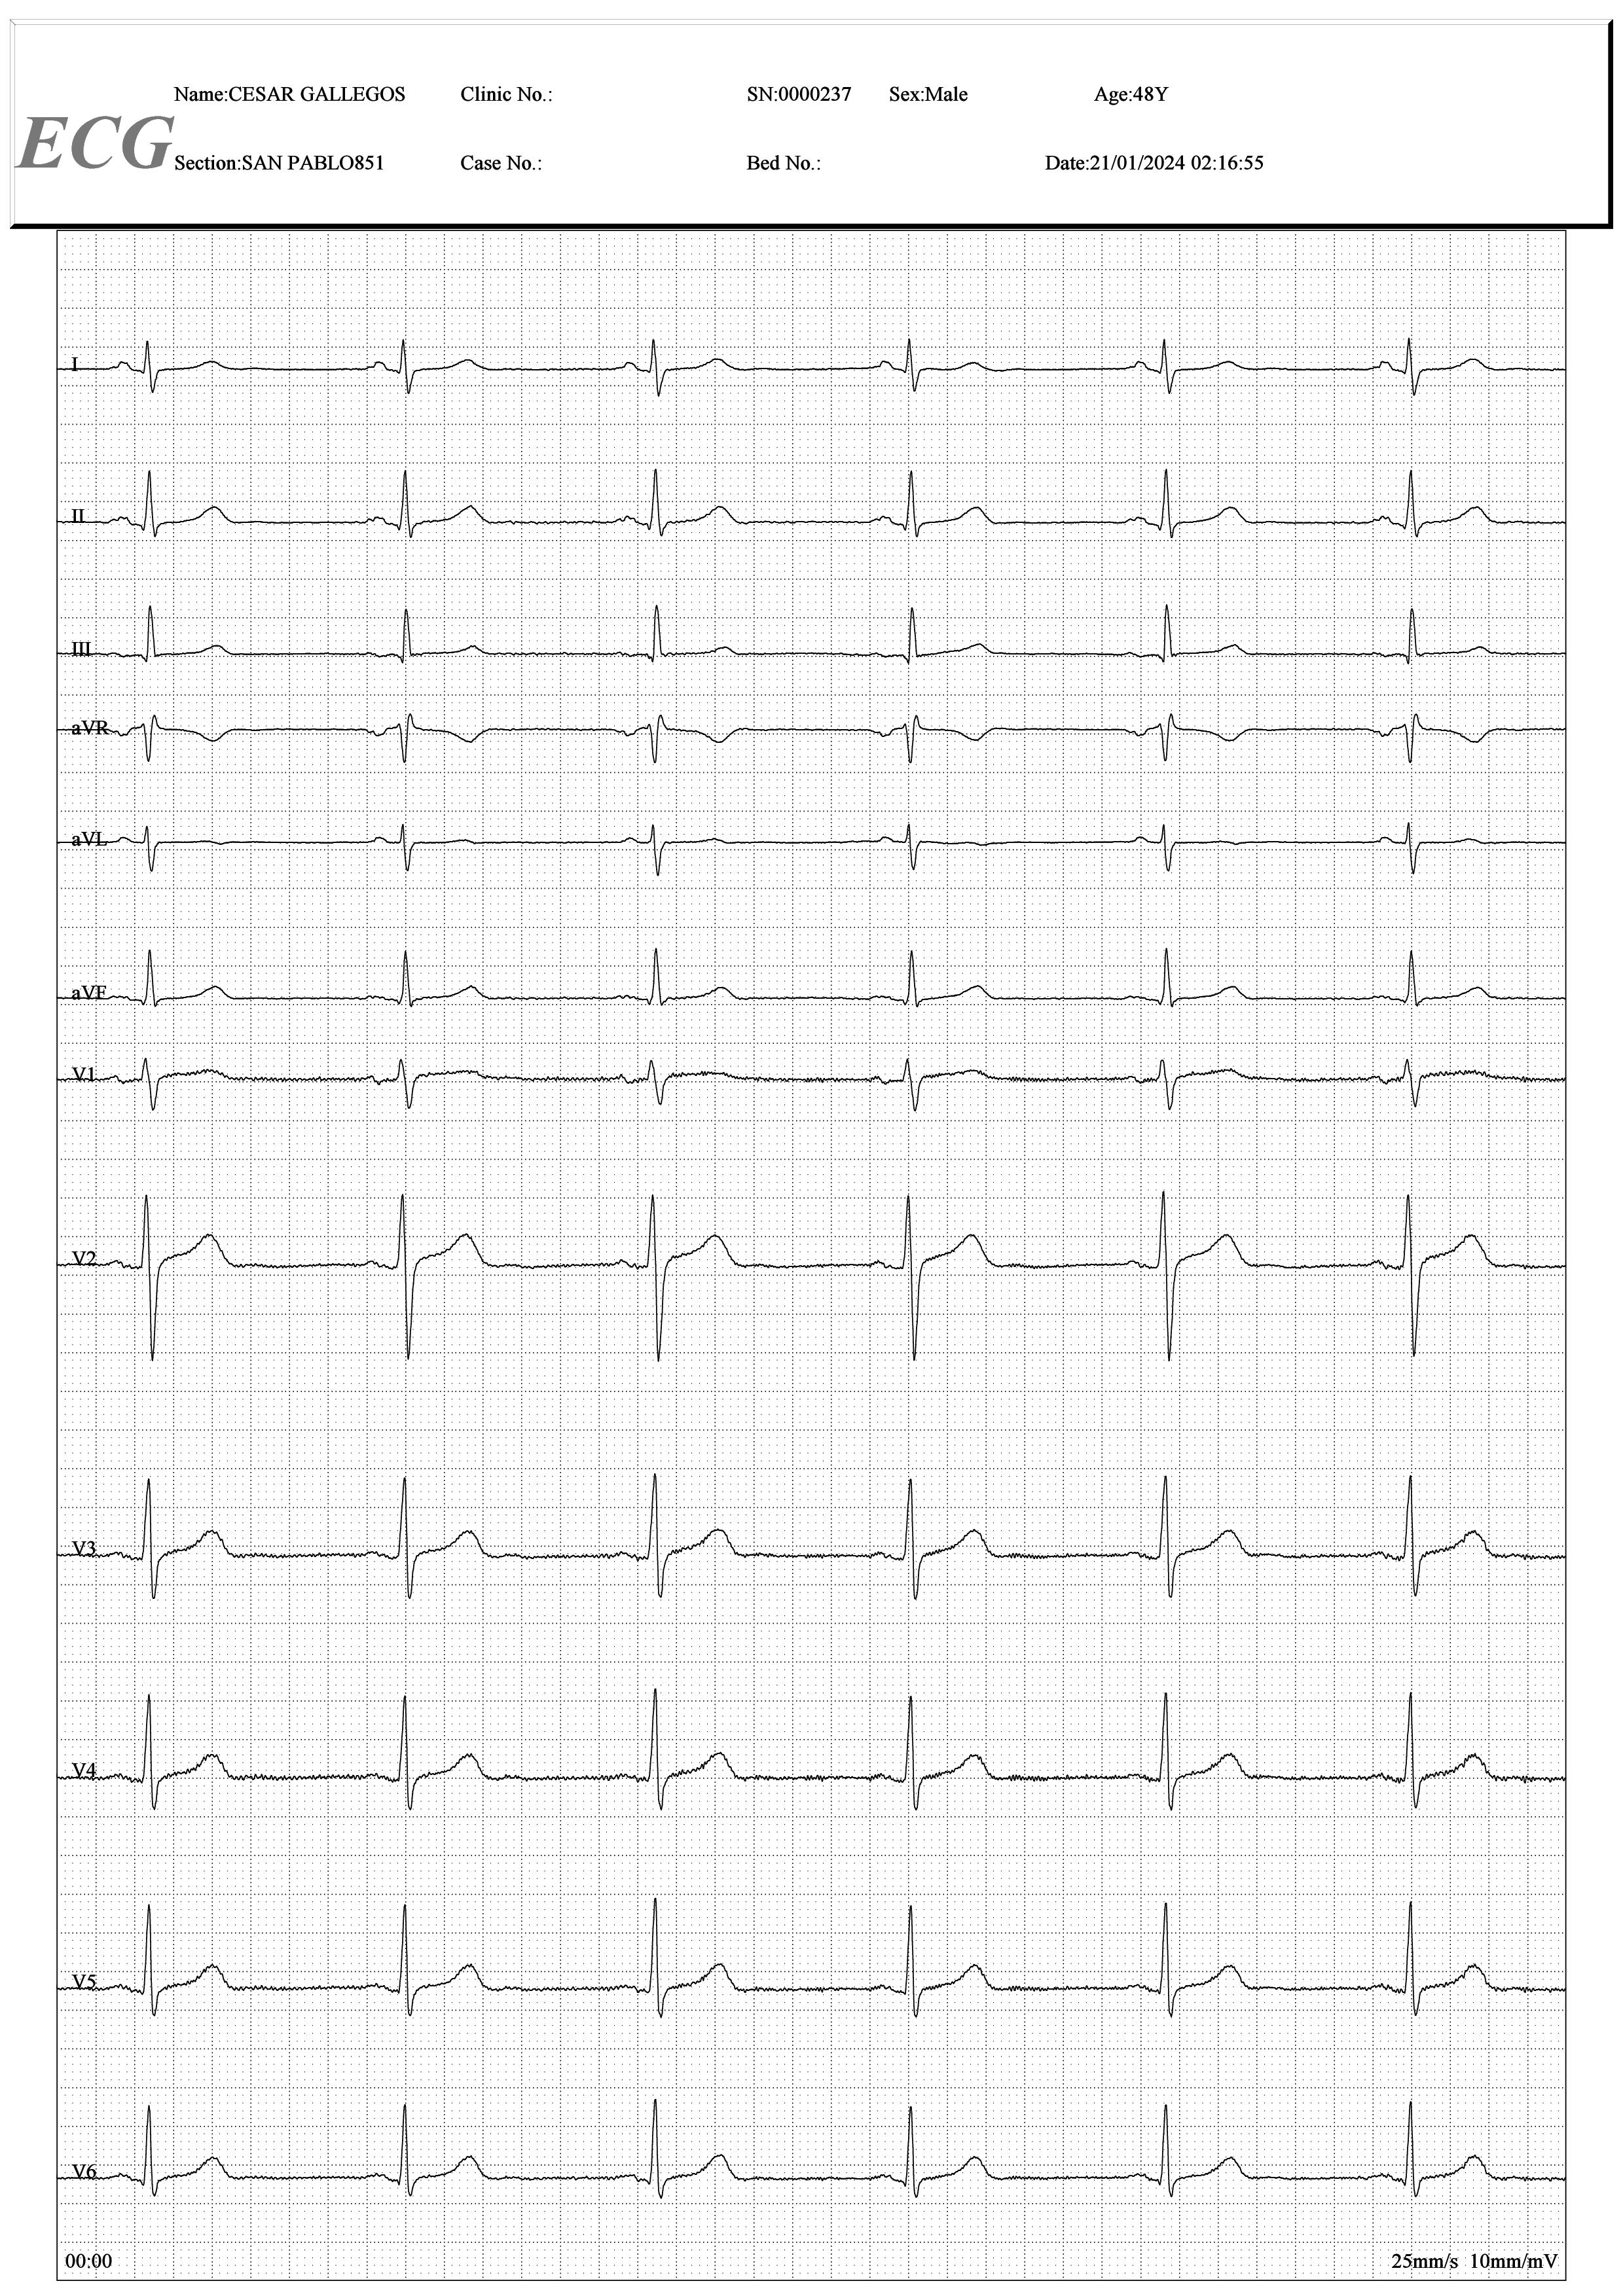 Name:CESAR GALLEGOS Clinic No.: SN:0000237 Sex:Male Age:48Y
ECG
Section:SAN PABLO851 Case No.: Bed No.: Date:21/01/2024 02:16:55
I
II
III
aVR
aVL
aVF
V1
V2
V3
V4
V5
V6
00:00 25mm/s 10mm/mV